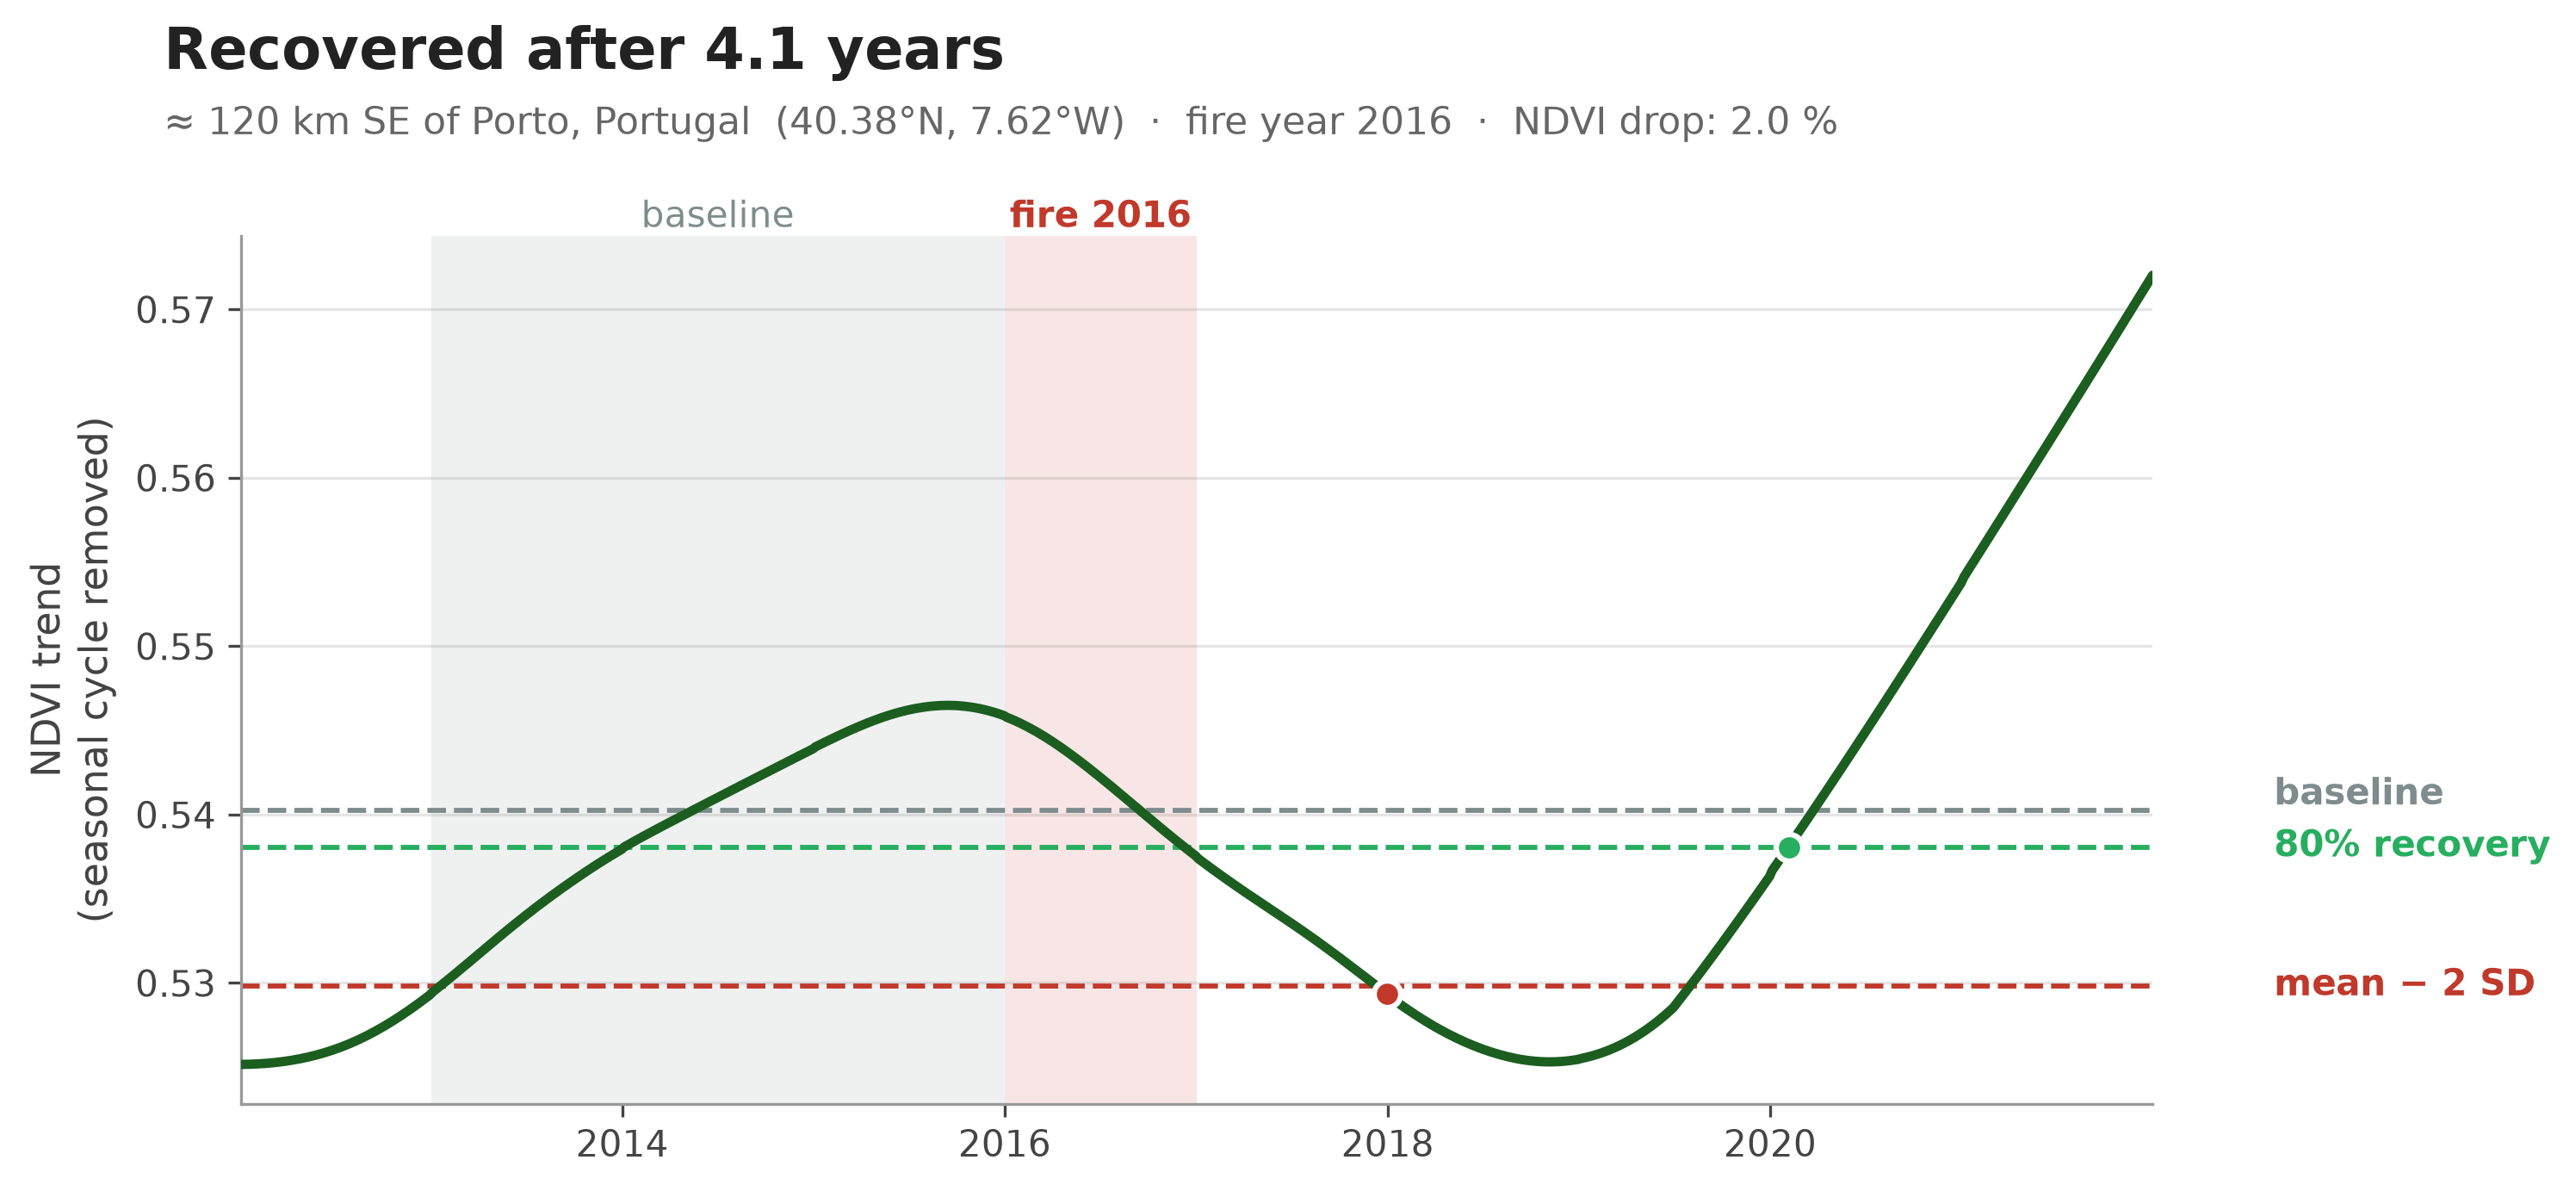 Recovered after 4.1 years
≈ 120 km SE of Porto, Portugal (40.38°N, 7.62°W) · fire year 2016 · NDVI drop: 2.0 %
baseline
fire 2016
NDVI trend
(seasonal cycle removed)
0.57
0.56
0.55
0.54
0.53
baseline
80% recovery
mean − 2 SD
2014
2016
2018
2020